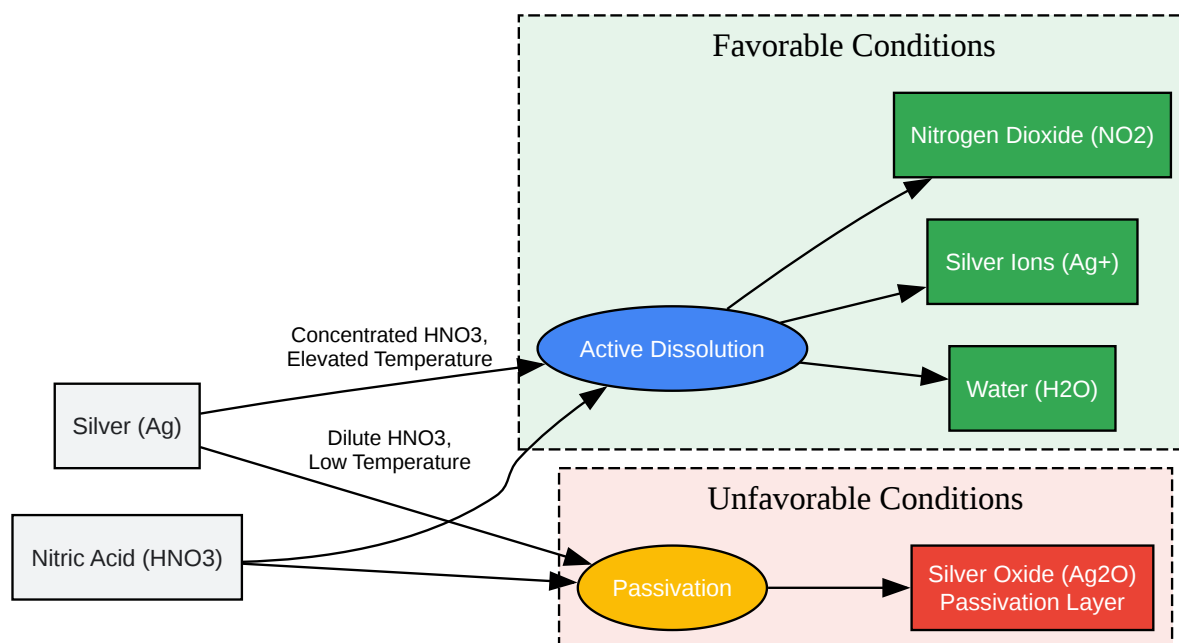 Favorable Conditions
Nitrogen Dioxide (NO2)
Silver Ions (Ag+)
Concentrated HNO3,
Elevated Temperature
Active Dissolution
Water (H2O)
Silver (Ag)
Dilute HNO3,
Low Temperature
Unfavorable Conditions
Nitric Acid (HNO3)
Passivation
Silver Oxide (Ag2O)
Passivation Layer